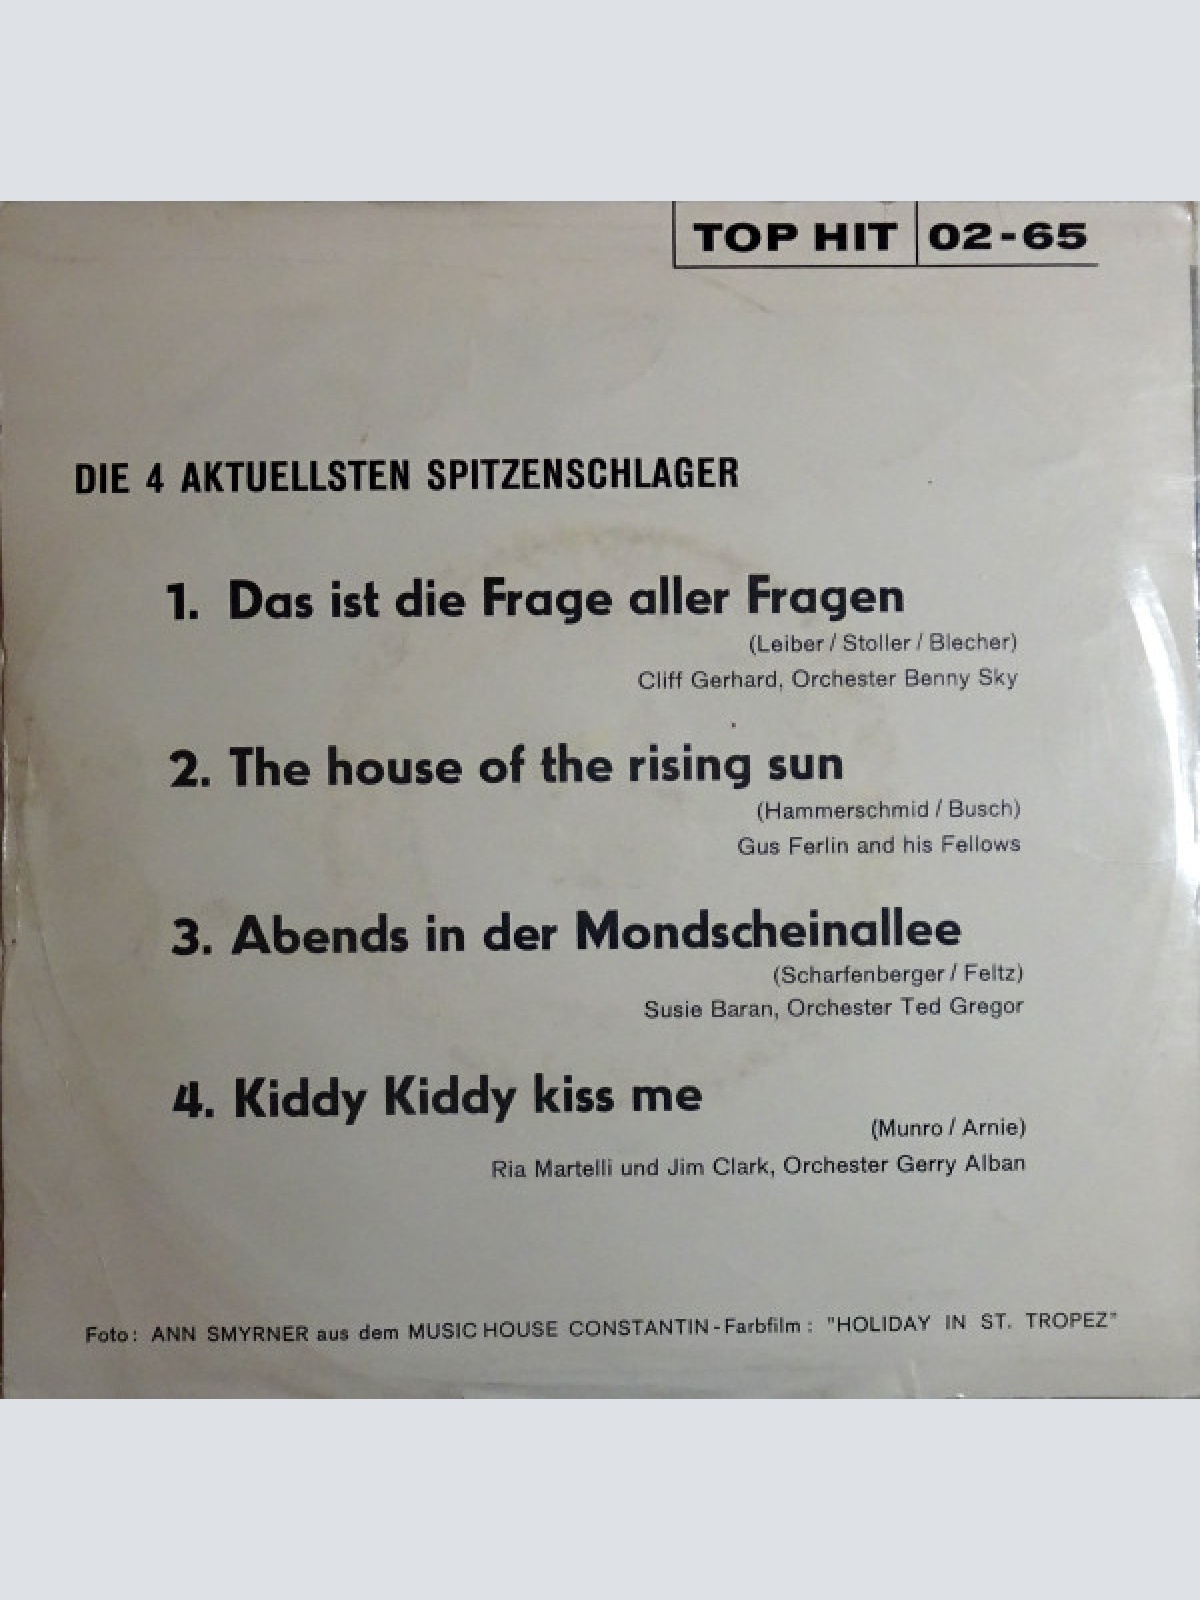 TOP HIT 02-65
DIE 4 AKTUELLSTEN SPITZENSCHLAGER
1. Das ist die Frage aller Fragen
(Leiber / Stoller / Blecher)
Cliff Gerhard, Orchester Benny Sky
2. The house of the rising sun
(Hammerschmid / Busch)
Gus Ferlin and his Fellows
3. Abends in der Mondscheinallee
(Scharfenberger / Feltz)
Susie Baran, Orchester Ted Gregor
4. Kiddy Kiddy kiss me
(Munro / Arnie)
Ria Martelli und Jim Clark, Orchester Gerry Alban
Foto: ANN SMYRNER aus dem MUSIC HOUSE CONSTANTIN-Farbfilm: "HOLIDAY IN ST. TROPEZ"